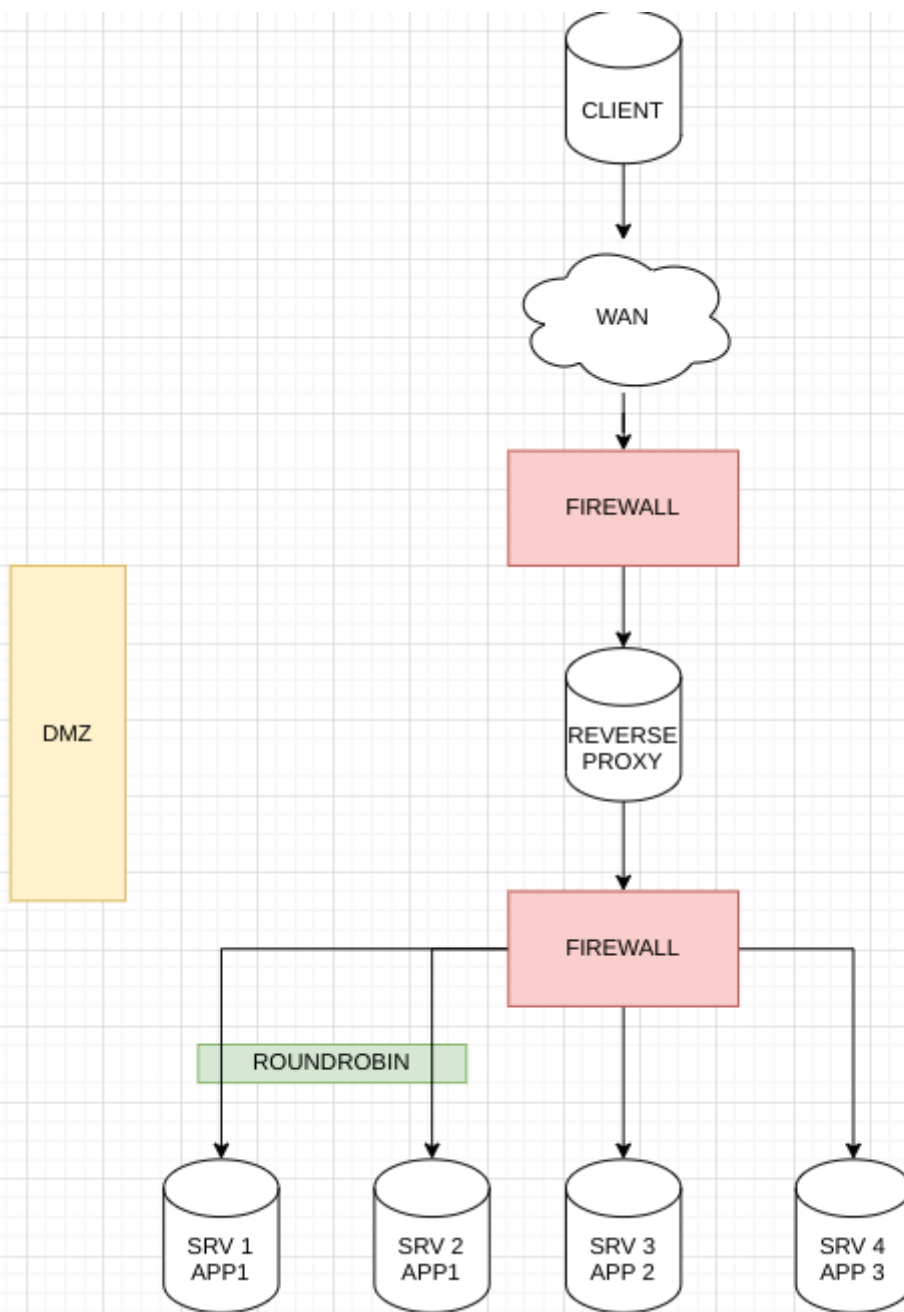 CLIENT
WAN
FIREWALL
DMZ
REVERSE
PROXY
FIREWALL
ROUNDROBIN
SRV 1
APP1
SRV 2
APP1
SRV 3
APP 2
SRV 4
APP 3